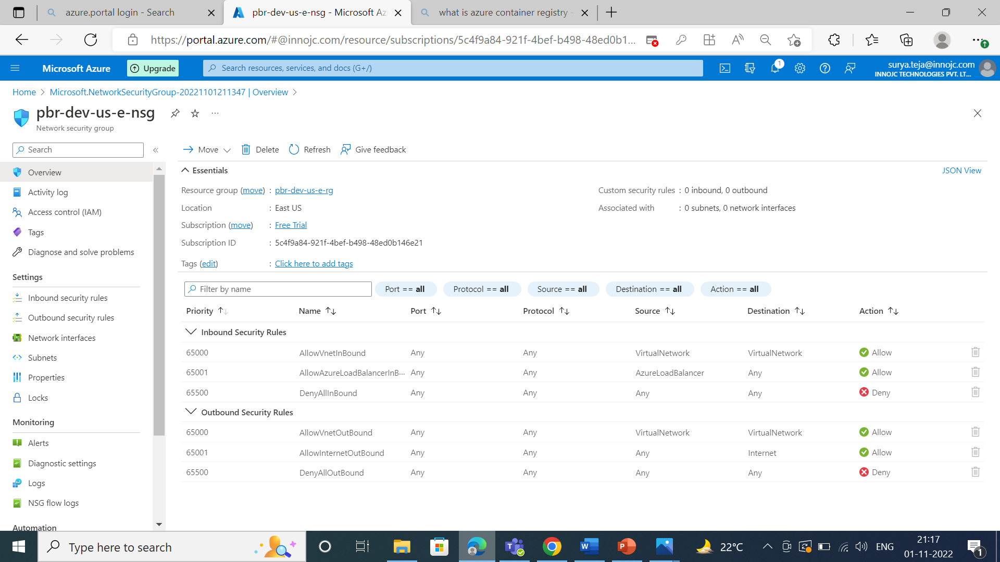 azure.portal login - Search
pbr-dev-us-e-nsg - Microsoft Az
what is azure container registry -
https://portal.azure.com/#@innojc.com/resource/subscriptions/5c4f9a84-921f-4bef-b498-48ed0b1...
Microsoft Azure
Upgrade
Search resources, services, and docs (G+/)
1
surya.teja@innojc.com
INNOJC TECHNOLOGIES PVT. LT...
Home > Microsoft.NetworkSecurityGroup-20221101211347 | Overview >
pbr-dev-us-e-nsg
Network security group
Search
Move
Delete
Refresh
Give feedback
Overview
Activity log
Access control (IAM)
Tags
Diagnose and solve problems
Settings
Inbound security rules
Outbound security rules
Network interfaces
Subnets
Properties
Locks
Monitoring
Alerts
Diagnostic settings
Logs
NSG flow logs
Automation
Essentials
JSON View
Resource group (move) : pbr-dev-us-e-rg
Location : East US
Subscription (move) : Free Trial
Subscription ID : 5c4f9a84-921f-4bef-b498-48ed0b146e21
Tags (edit) : Click here to add tags
Custom security rules : 0 inbound, 0 outbound
Associated with : 0 subnets, 0 network interfaces
Filter by name Port == all Protocol == all Source == all Destination == all Action == all
Priority Name Port Protocol Source Destination Action
Inbound Security Rules
65000 AllowVnetInBound Any Any VirtualNetwork VirtualNetwork Allow
65001 AllowAzureLoadBalancerInB... Any Any AzureLoadBalancer Any Allow
65500 DenyAllInBound Any Any Any Any Deny
Outbound Security Rules
65000 AllowVnetOutBound Any Any VirtualNetwork VirtualNetwork Allow
65001 AllowInternetOutBound Any Any Any Internet Allow
65500 DenyAllOutBound Any Any Any Any Deny
Type here to search
22°C
ENG
21:17
01-11-2022
1